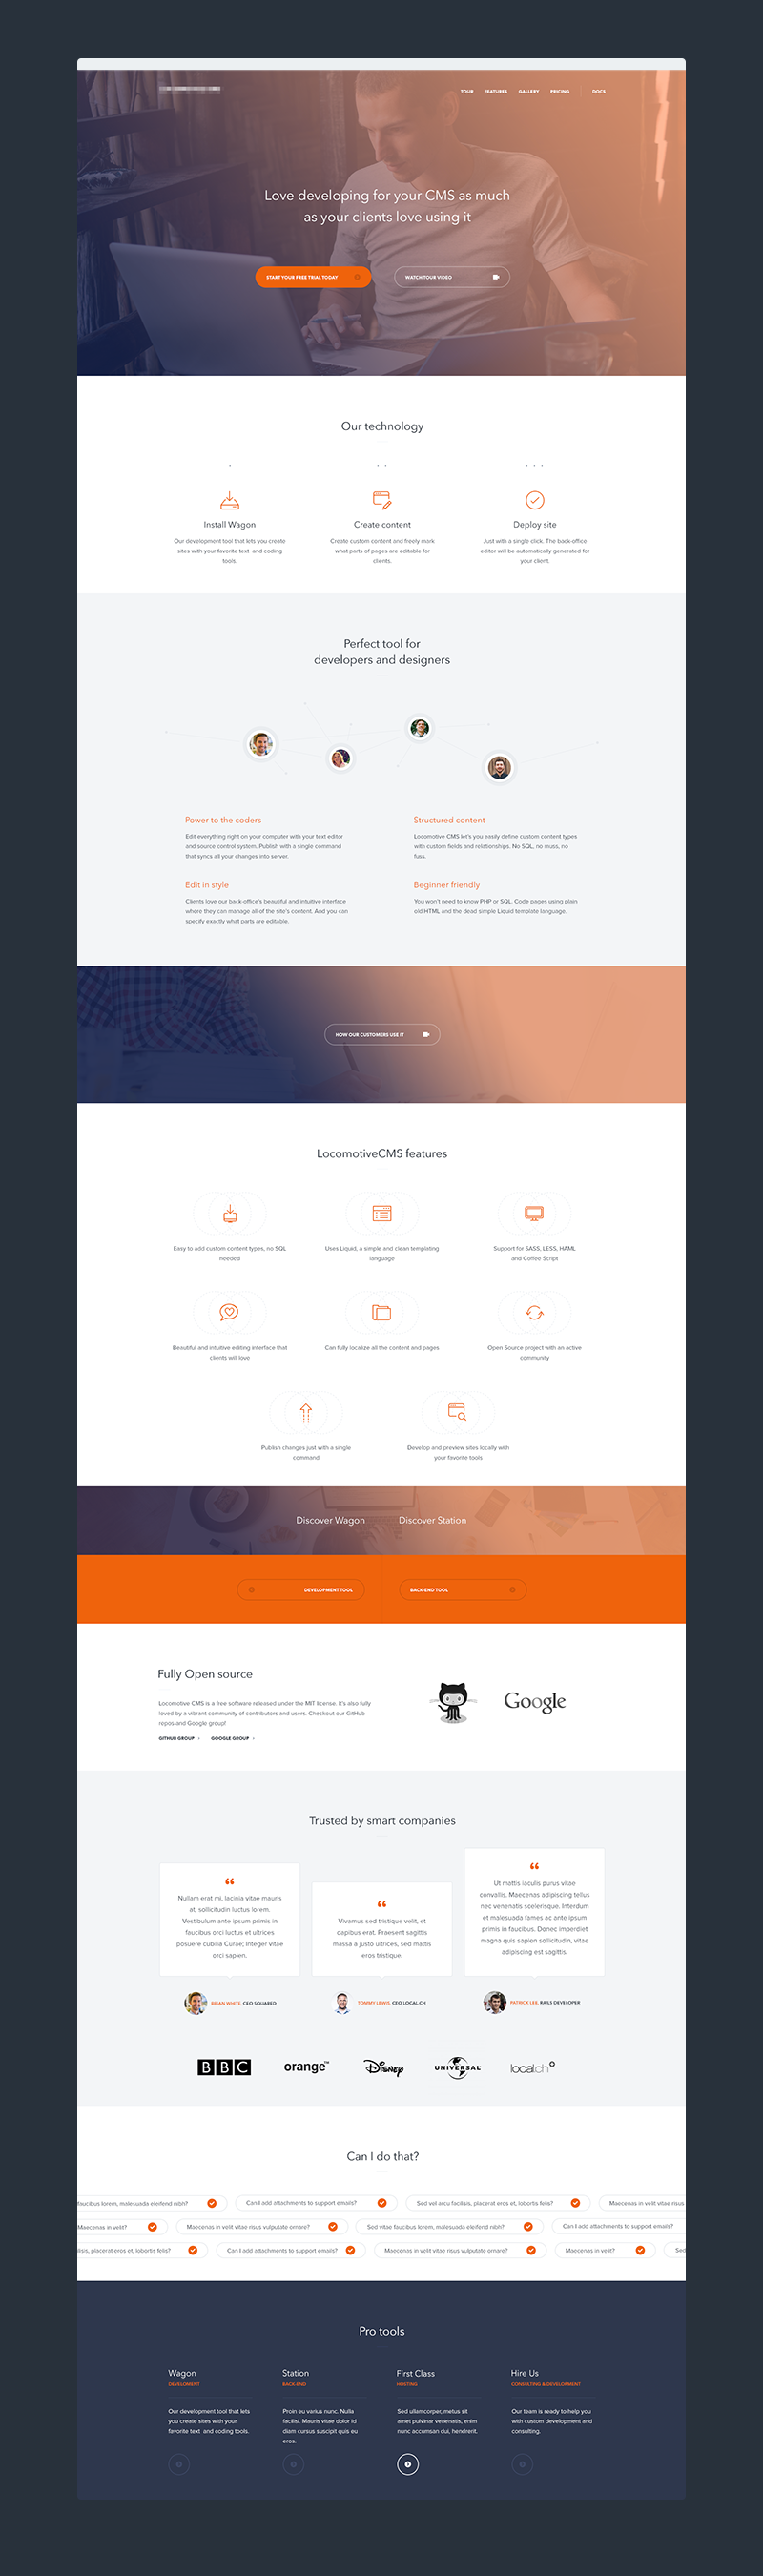 TOUR FEATURES GALLERY PRICING DOCS
Love developing for your CMS as much
as your clients love using it
START YOUR FREE TRIAL TODAY
WATCH TOUR VIDEO
Our technology
Install Wagon
Our development tool that lets you create
sites with your favorite text and coding
tools.
Create content
Create custom content and freely mark
what parts of pages are editable for
clients.
Deploy site
Just with a single click. The back-office
editor will be automatically generated for
your client.
Perfect tool for
developers and designers
Power to the coders
Edit everything right on your computer with your text editor
and source control system. Publish with a single command
that syncs all your changes into server.
Structured content
Locomotive CMS let's you easily define custom content types
with custom fields and relationships. No SQL, no muss, no
fuss.
Edit in style
Clients love our back-office's beautiful and intuitive interface
where they can manage all of the site's content. And you can
specify exactly what parts are editable.
Beginner friendly
You won't need to know PHP or SQL. Code pages using plain
old HTML and the dead simple Liquid template language.
HOW OUR CUSTOMERS USE IT
LocomotiveCMS features
Easy to add custom content types, no SQL
needed
Uses Liquid, a simple and clean templating
language
Support for SASS, LESS, HAML
and Coffee Script
Beautiful and intuitive editing interface that
clients will love
Can fully localize all the content and pages
Open Source project with an active
community
Publish changes just with a single
command
Develop and preview sites locally with
your favorite tools
Discover Wagon
Discover Station
DEVELOPMENT TOOL
BACK-END TOOL
Fully Open source
Locomotive CMS is a free software released under the MIT license. It's also fully
loved by a vibrant community of contributors and users. Checkout our GitHub
repos and Google group!
GITHUB GROUP
GOOGLE GROUP
Google
Trusted by smart companies
Nullam erat mi, lacinia vitae mauris
at, sollicitudin luctus lorem.
Vestibulum ante ipsum primis in
faucibus orci luctus et ultrices
posuere cubilia Curae; Integer vitae
orci sapien.
BRIAN WHITE, CEO SQUARED
Vivamus sed tristique velit, et
dapibus erat. Praesent sagittis
massa a justo ultrices, sed mattis
eros tristique.
TOMMY LEWIS, CEO LOCAL.CH
Ut mattis iaculis purus vitae
convallis. Maecenas adipiscing tellus
nec venenatis scelerisque. Interdum
et malesuada fames ac ante ipsum
primis in faucibus. Donec imperdiet
magna quis sapien sollicitudin, vitae
adipiscing est sagittis.
PATRICK LEE, RAILS DEVELOPER
BBC
orange™
Disney
UNIVERSAL
local.ch
Can I do that?
faucibus lorem, malesuada eleifend nibh?
Can I add attachments to support emails?
Sed vel arcu facilisis, placerat eros et, lobortis felis?
Maecenas in velit vitae risus
Maecenas in velit?
Maecenas in velit vitae risus vulputate ornare?
Sed vitae faucibus lorem, malesuada eleifend nibh?
Can I add attachments to support emails?
ilisis, placerat eros et, lobortis felis?
Can I add attachments to support emails?
Maecenas in velit vitae risus vulputate ornare?
Maecenas in velit?
Sed
Pro tools
Wagon
DEVELOPMENT
Our development tool that lets
you create sites with your
favorite text and coding tools.
Station
BACK-END
Proin eu varius nunc. Nulla
facilisi. Mauris vitae dolor id
diam cursus suscipit quis eu
eros.
First Class
HOSTING
Sed ullamcorper, metus sit
amet pulvinar venenatis, enim
nunc accumsan dui, hendrerit.
Hire Us
CONSULTING & DEVELOPMENT
Our team is ready to help you
with custom development and
consulting.